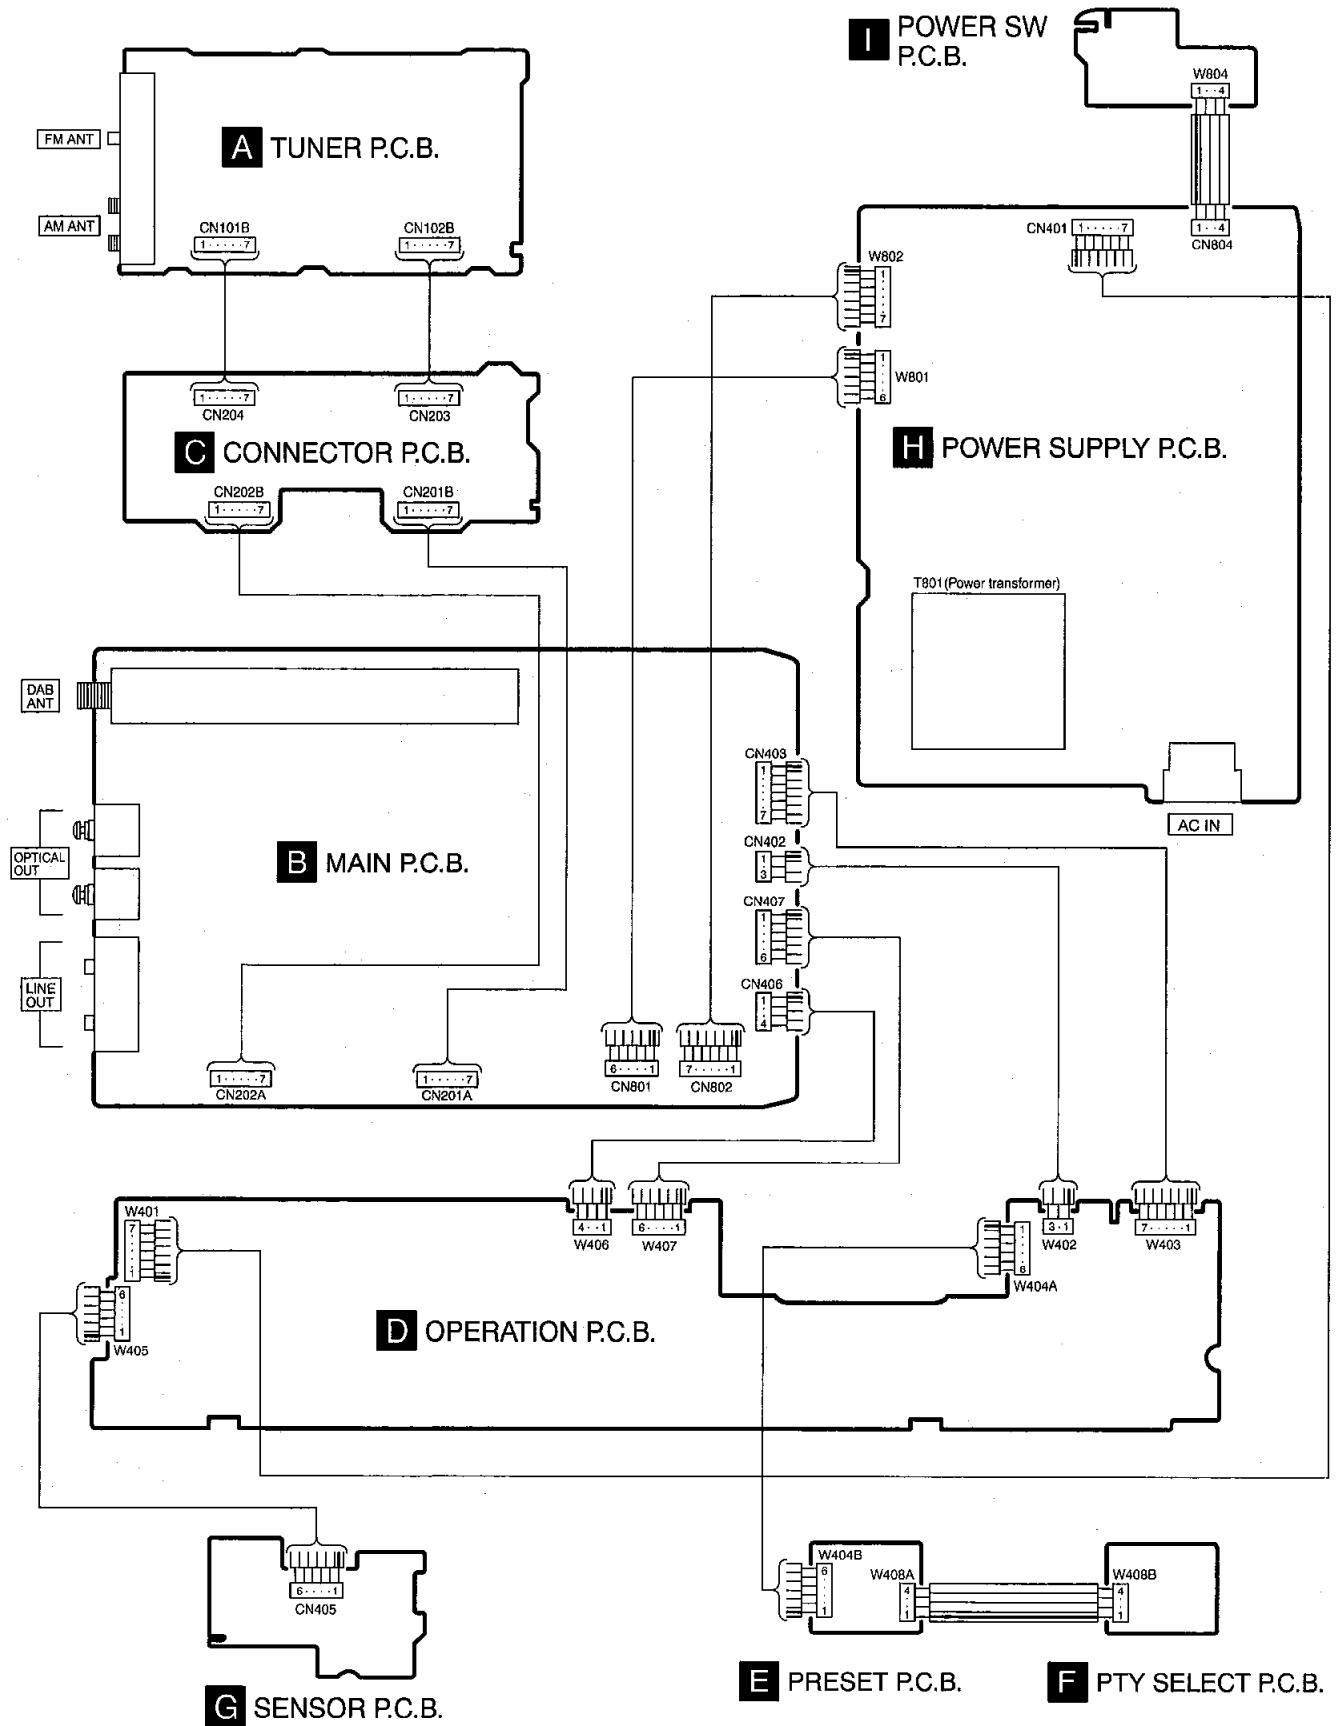 I POWER SW
P.C.B.
W804
1··4
FM ANT
A TUNER P.C.B.
AM ANT
CN101B
1·····7
CN102B
1·····7
CN401
1·····7
1··4
CN804
W802
1
7
1
6
W801
1·····7
CN204
1·····7
CN203
C CONNECTOR P.C.B.
H POWER SUPPLY P.C.B.
CN202B
1·····7
CN201B
1·····7
T801(Power transformer)
DAB
ANT
CN403
1
7
AC IN
OPTICAL
OUT
B MAIN P.C.B.
CN402
1
3
CN407
1
6
LINE
OUT
CN406
1
4
1·····7
CN202A
1·····7
CN201A
6····1
CN801
7·····1
CN802
W401
7
1
4··1
W406
6····1
W407
1
6
W404A
3·1
W402
7·····1
W403
6
1
W405
D OPERATION P.C.B.
6····1
CN405
W404B
6
1
W408A
4
1
W408B
4
1
G SENSOR P.C.B.
E PRESET P.C.B.
F PTY SELECT P.C.B.